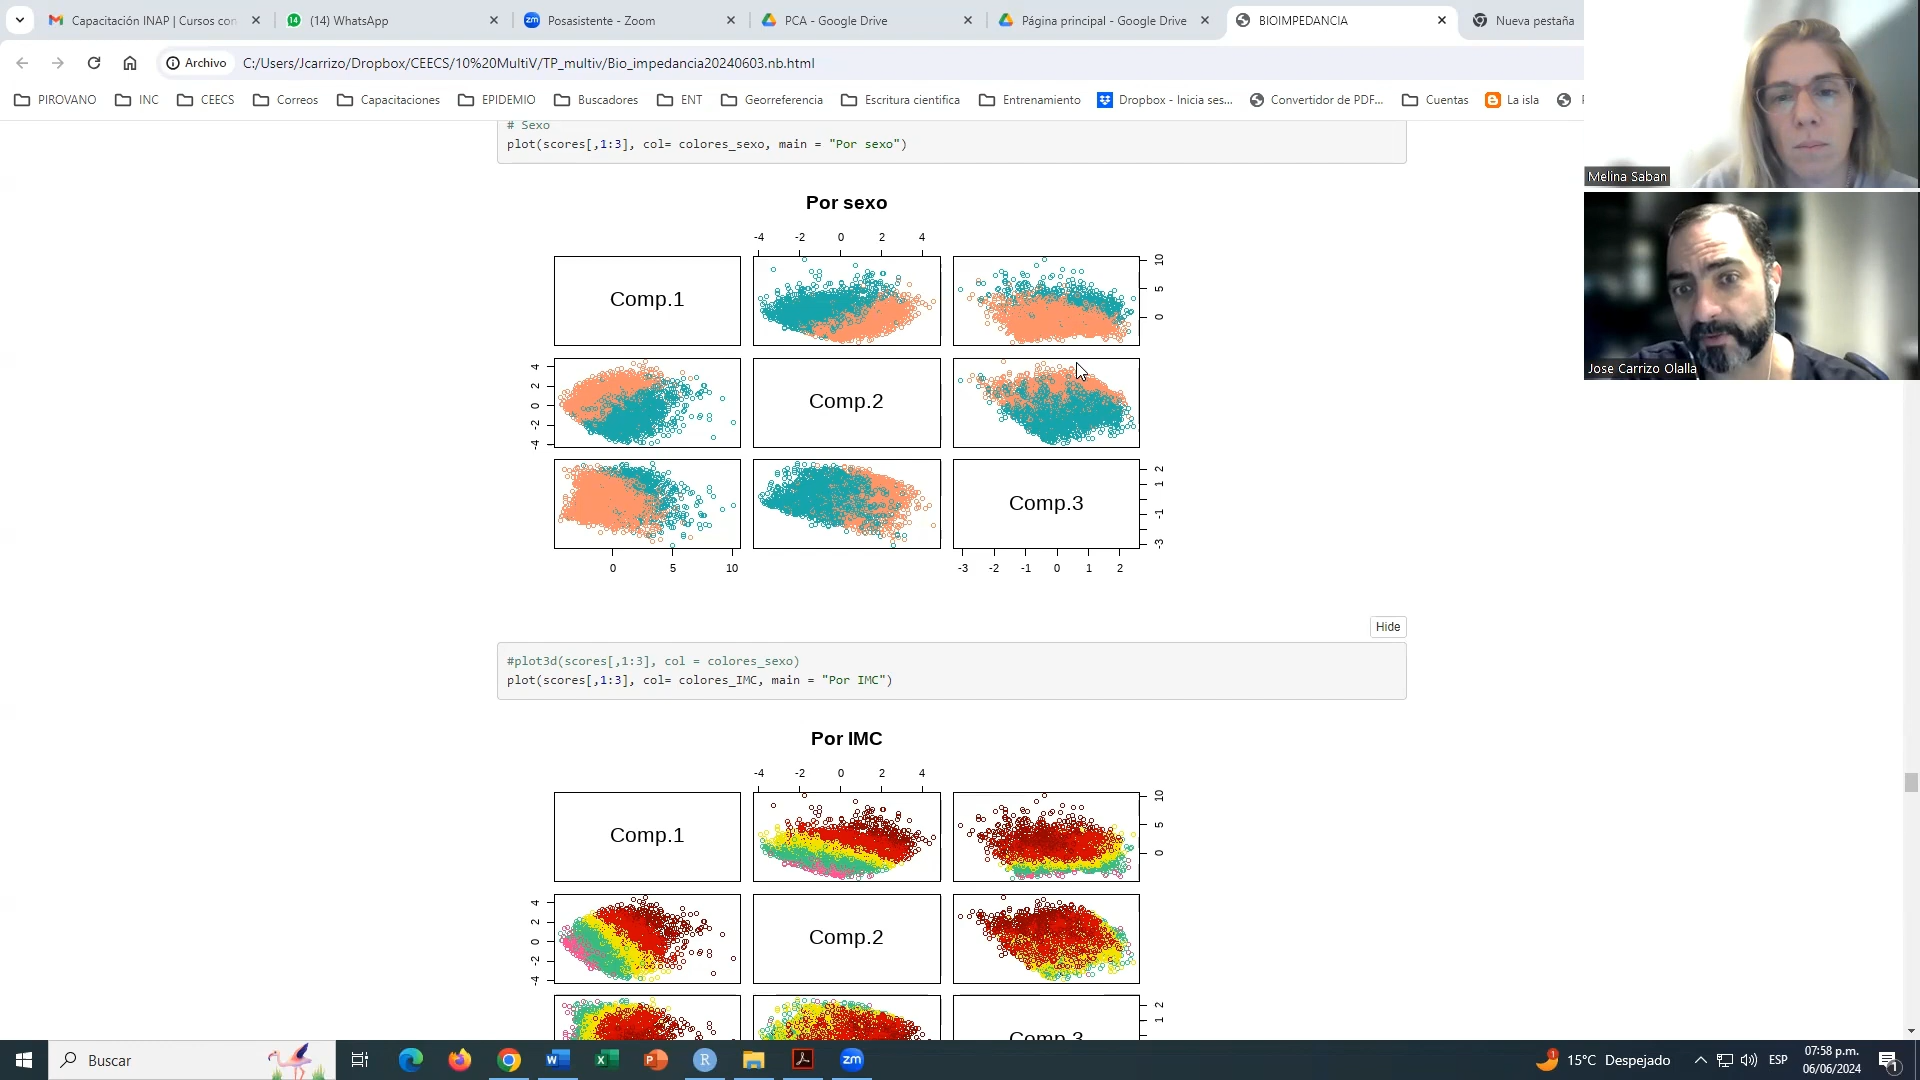 Capacitación INAP | Cursos con
(14) WhatsApp
Posasistente - Zoom
PCA - Google Drive
Página principal - Google Drive
BIOIMPEDANCIA
Nueva pestaña
Archivo
C:/Users/Jcarrizo/Dropbox/CEECS/10%20MultiV/TP_multiv/Bio_impedancia20240603.nb.html
PIROVANO
INC
CEECS
Correos
Capacitaciones
EPIDEMIO
Buscadores
ENT
Georreferencia
Escritura cientifica
Entrenamiento
Dropbox - Inicia ses...
Convertidor de PDF...
Cuentas
La isla
# Sexo
plot(scores[,1:3], col= colores_sexo, main = "Por sexo")
Melina Saban
Jose Carrizo Olalla
Por sexo
-4 -2 0 2 4
Comp.1
10 5 0
4 2 0 -2 -4
Comp.2
Comp.3
2 1 -1 -3
0 5 10
-3 -2 -1 0 1 2
Hide
#plot3d(scores[,1:3], col = colores_sexo)
plot(scores[,1:3], col= colores_IMC, main = "Por IMC")
Por IMC
-4 -2 0 2 4
Comp.1
10 5 0
4 2 0 -2 -4
Comp.2
Comp.3
2 1
Buscar
15°C Despejado
ESP
07:58 p.m.
06/06/2024
1